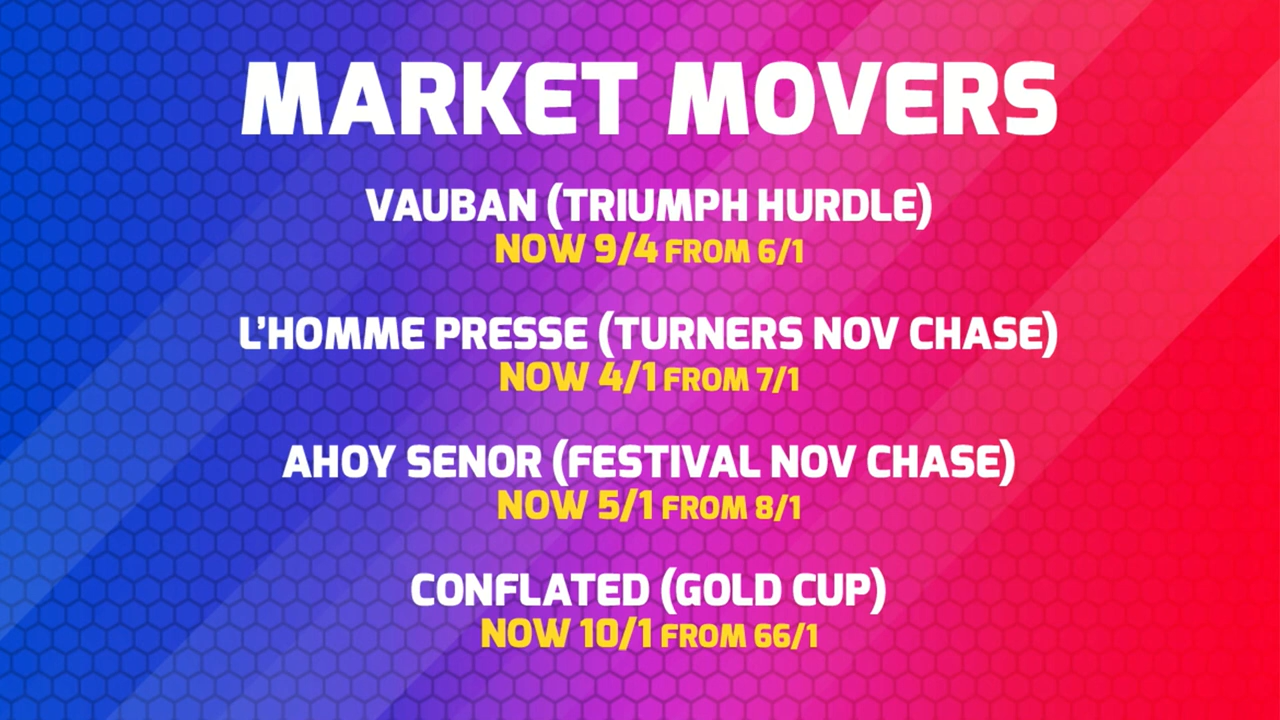 MARKET MOVERS
VAUBAN (TRIUMPH HURDLE)
NOW 9/4 FROM 6/1
L'HOMME PRESSE (TURNERS NOV CHASE)
NOW 4/1 FROM 7/1
AHOY SENOR (FESTIVAL NOV CHASE)
NOW 5/1 FROM 8/1
CONFLATED (GOLD CUP)
NOW 10/1 FROM 66/1